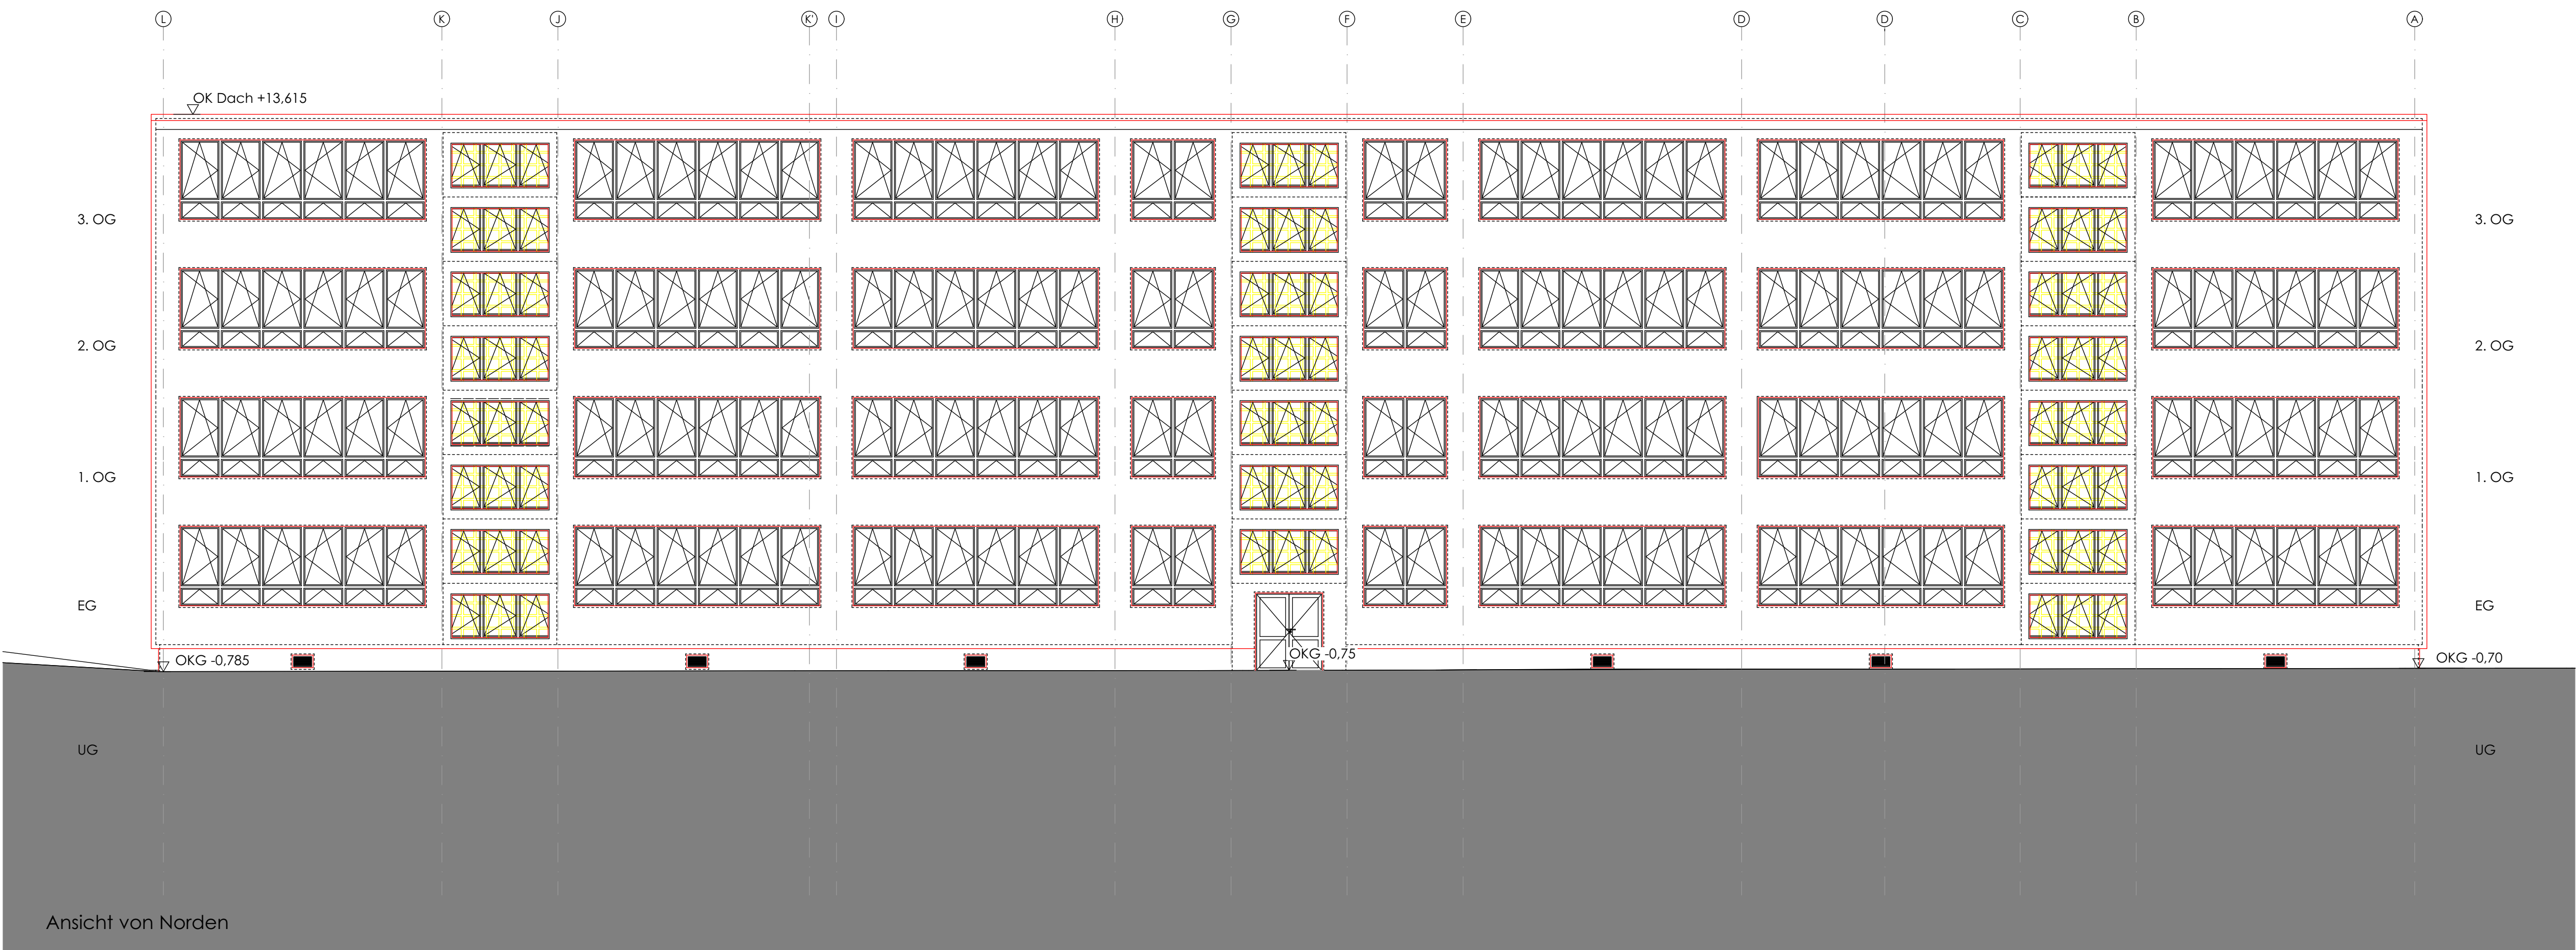 L K J K' I H G F E D D C B A
OK Dach +13,615
3. OG 3. OG
2. OG 2. OG
1. OG 1. OG
EG EG
OKG -0,785 OKG -0,75 OKG -0,70
UG UG
Ansicht von Norden